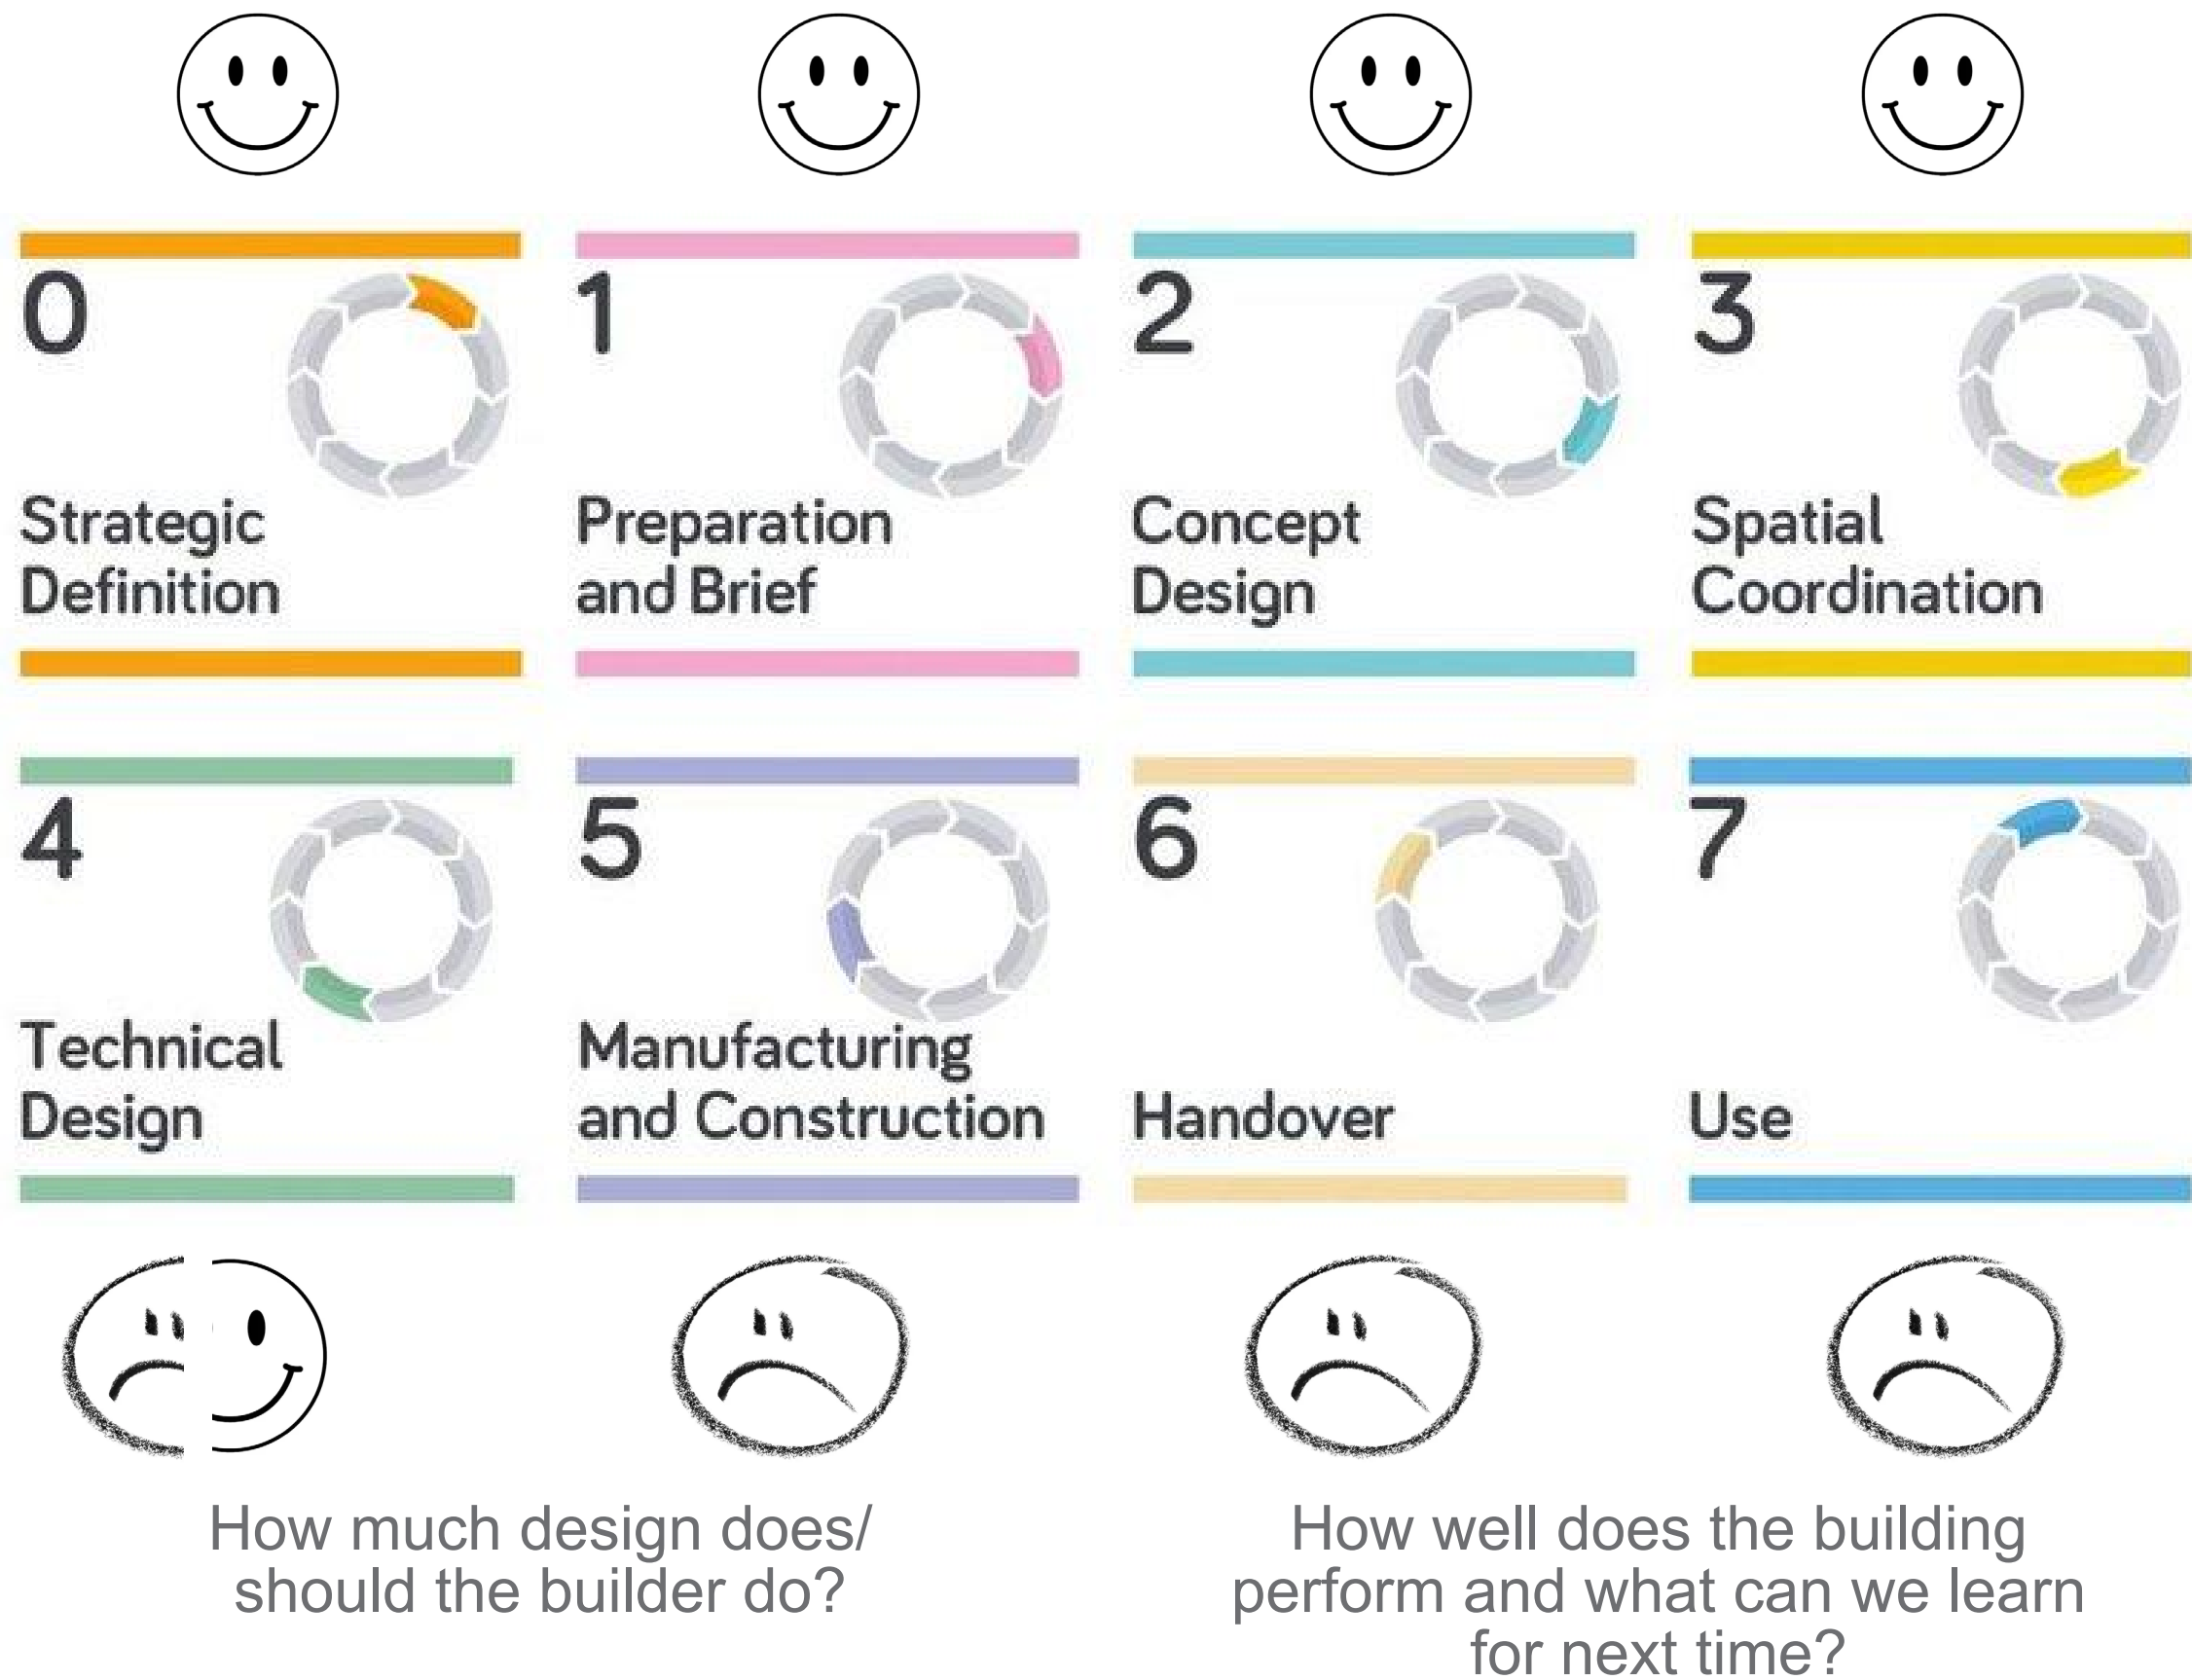 0
Strategic
Definition
1
Preparation
and Brief
2
Concept
Design
3
Spatial
Coordination
4
Technical
Design
5
Manufacturing
and Construction
6
Handover
7
Use
How much design does/
should the builder do?
How well does the building
perform and what can we learn
for next time?